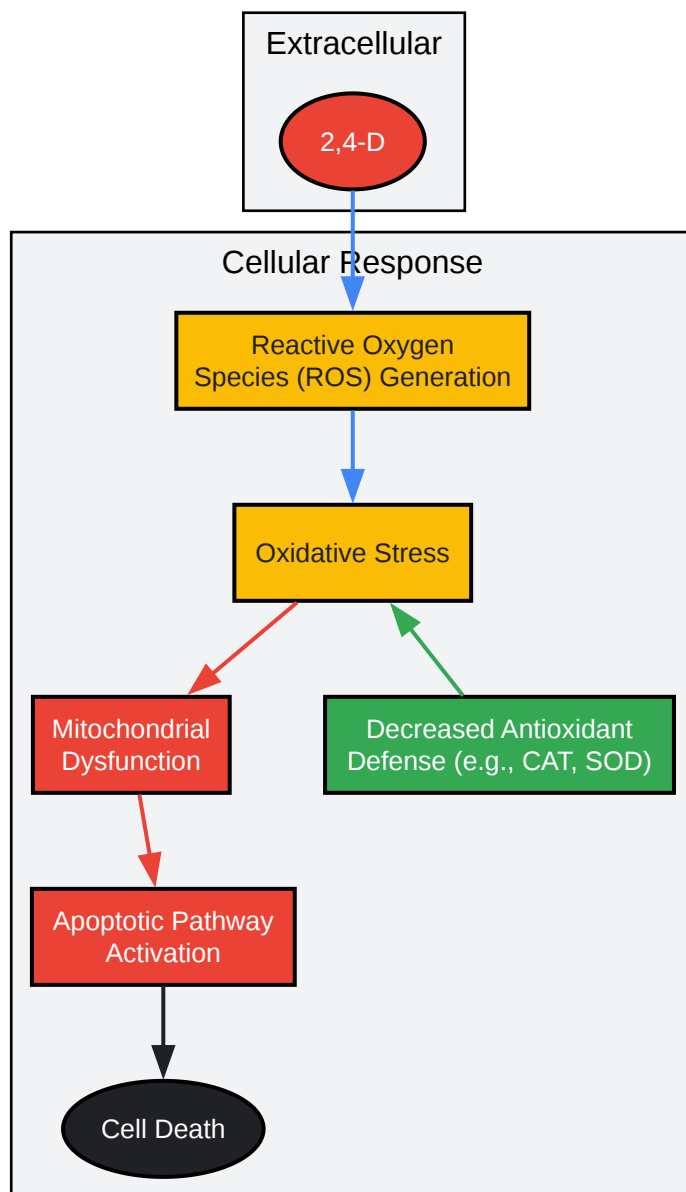 Extracellular
2,4-D
Cellular Response
Reactive Oxygen
Species (ROS) Generation
Oxidative Stress
Mitochondrial
Dysfunction
Decreased Antioxidant
Defense (e.g., CAT, SOD)
Apoptotic Pathway
Activation
Cell Death